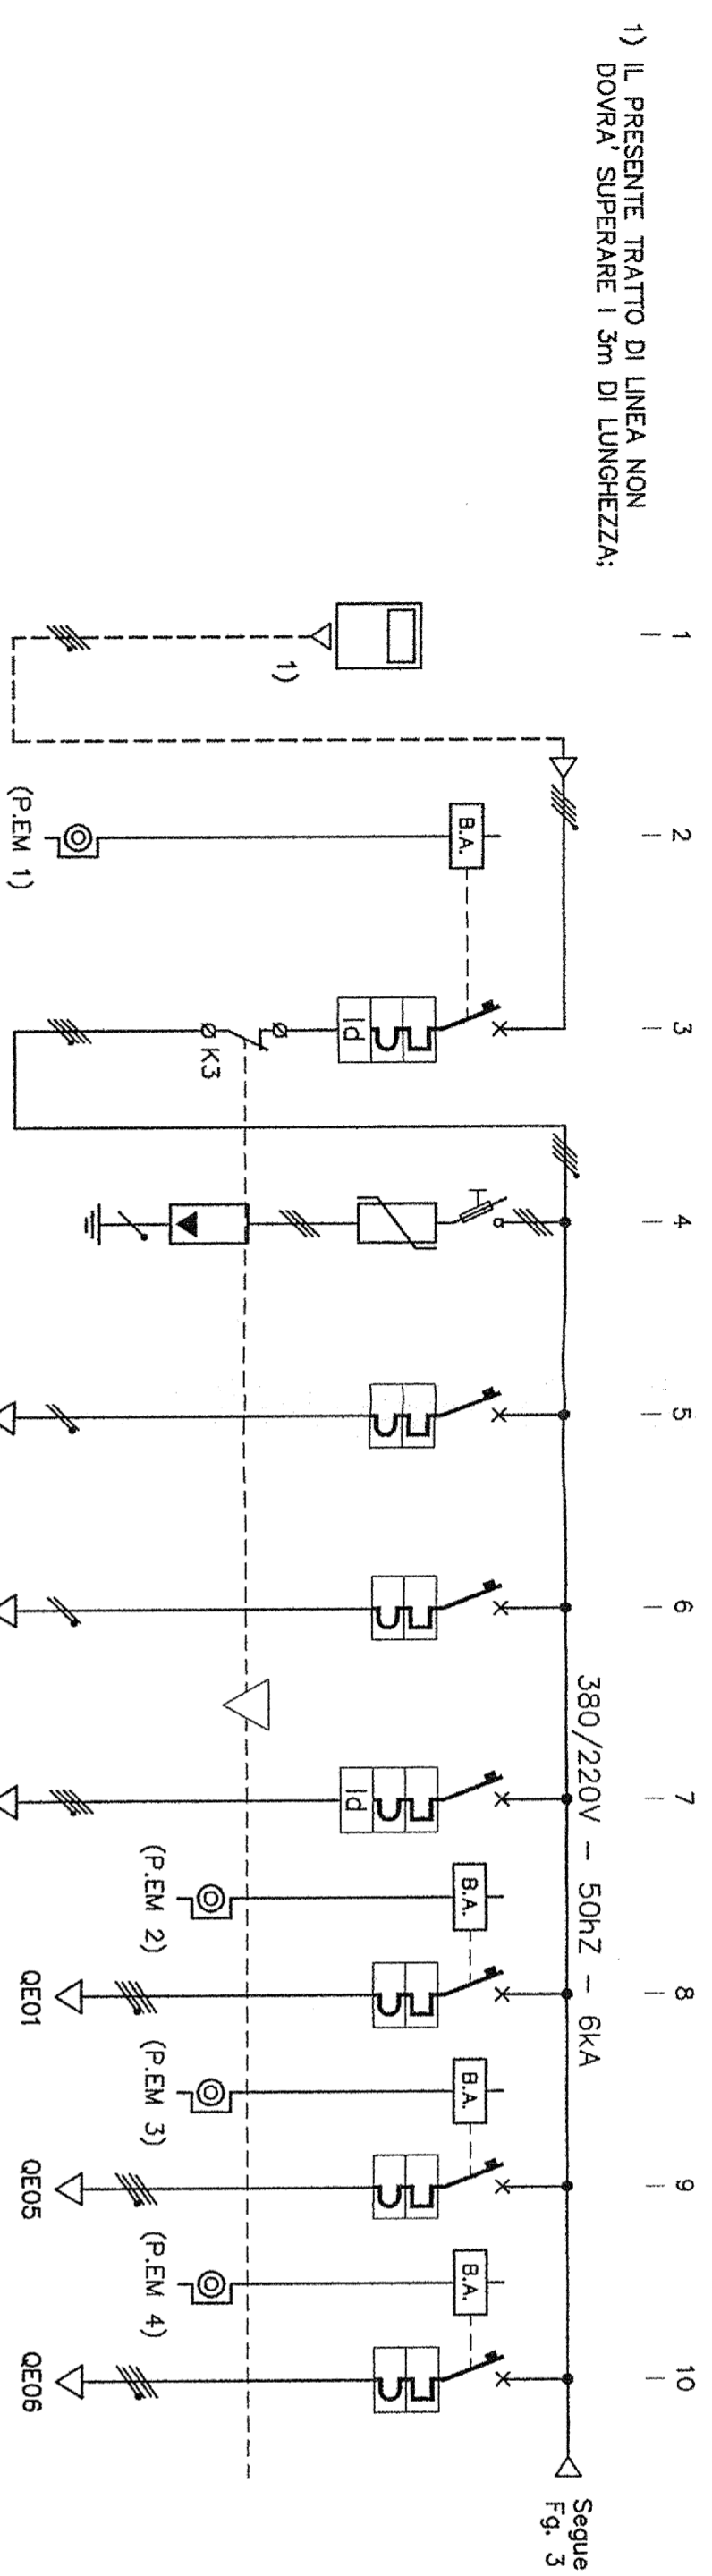 1) IL PRESENTE TRATTO DI LINEA NON
DOVRA' SUPERARE I 3m DI LUNGHEZZA;
1
2
3
4
5
6
7
8
9
10
380/220V - 50hZ - 6kA
Segue
Fg. 3
1)
B.A.
B.A.
B.A.
B.A.
Id
Id
K3
(P.EM 1)
(P.EM 2)
(P.EM 3)
(P.EM 4)
QE01
QE05
QE06